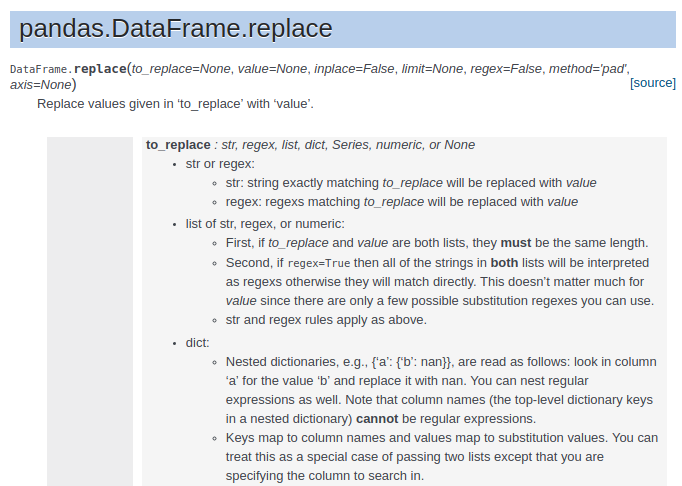 pandas.DataFrame.replace
DataFrame.replace(to_replace=None, value=None, inplace=False, limit=None, regex=False, method='pad',
axis=None) [source]
Replace values given in ‘to_replace’ with ‘value’.
to_replace : str, regex, list, dict, Series, numeric, or None
• str or regex:
◦ str: string exactly matching to_replace will be replaced with value
◦ regex: regexs matching to_replace will be replaced with value
• list of str, regex, or numeric:
◦ First, if to_replace and value are both lists, they must be the same length.
◦ Second, if regex=True then all of the strings in both lists will be interpreted
as regexs otherwise they will match directly. This doesn’t matter much for
value since there are only a few possible substitution regexes you can use.
◦ str and regex rules apply as above.
• dict:
◦ Nested dictionaries, e.g., {‘a’: {‘b’: nan}}, are read as follows: look in column
‘a’ for the value ‘b’ and replace it with nan. You can nest regular
expressions as well. Note that column names (the top-level dictionary keys
in a nested dictionary) cannot be regular expressions.
◦ Keys map to column names and values map to substitution values. You can
treat this as a special case of passing two lists except that you are
specifying the column to search in.